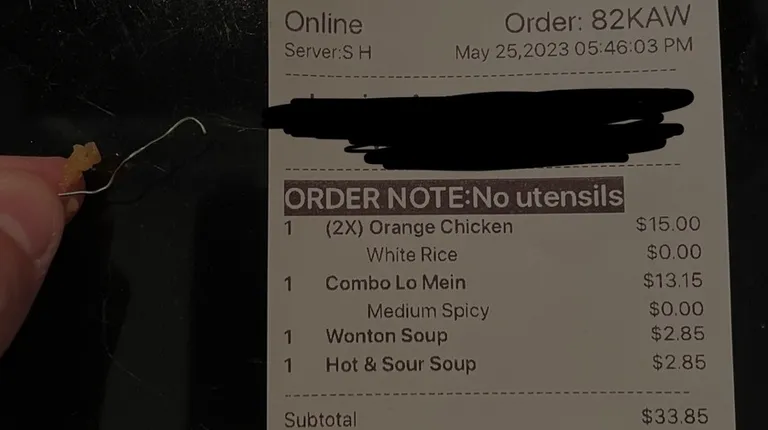 Online Order: 82KAW
Server:S H May 25,2023 05:46:03 PM
ORDER NOTE:No utensils
1 (2X) Orange Chicken $15.00
White Rice $0.00
1 Combo Lo Mein $13.15
Medium Spicy $0.00
1 Wonton Soup $2.85
1 Hot & Sour Soup $2.85
Subtotal $33.85